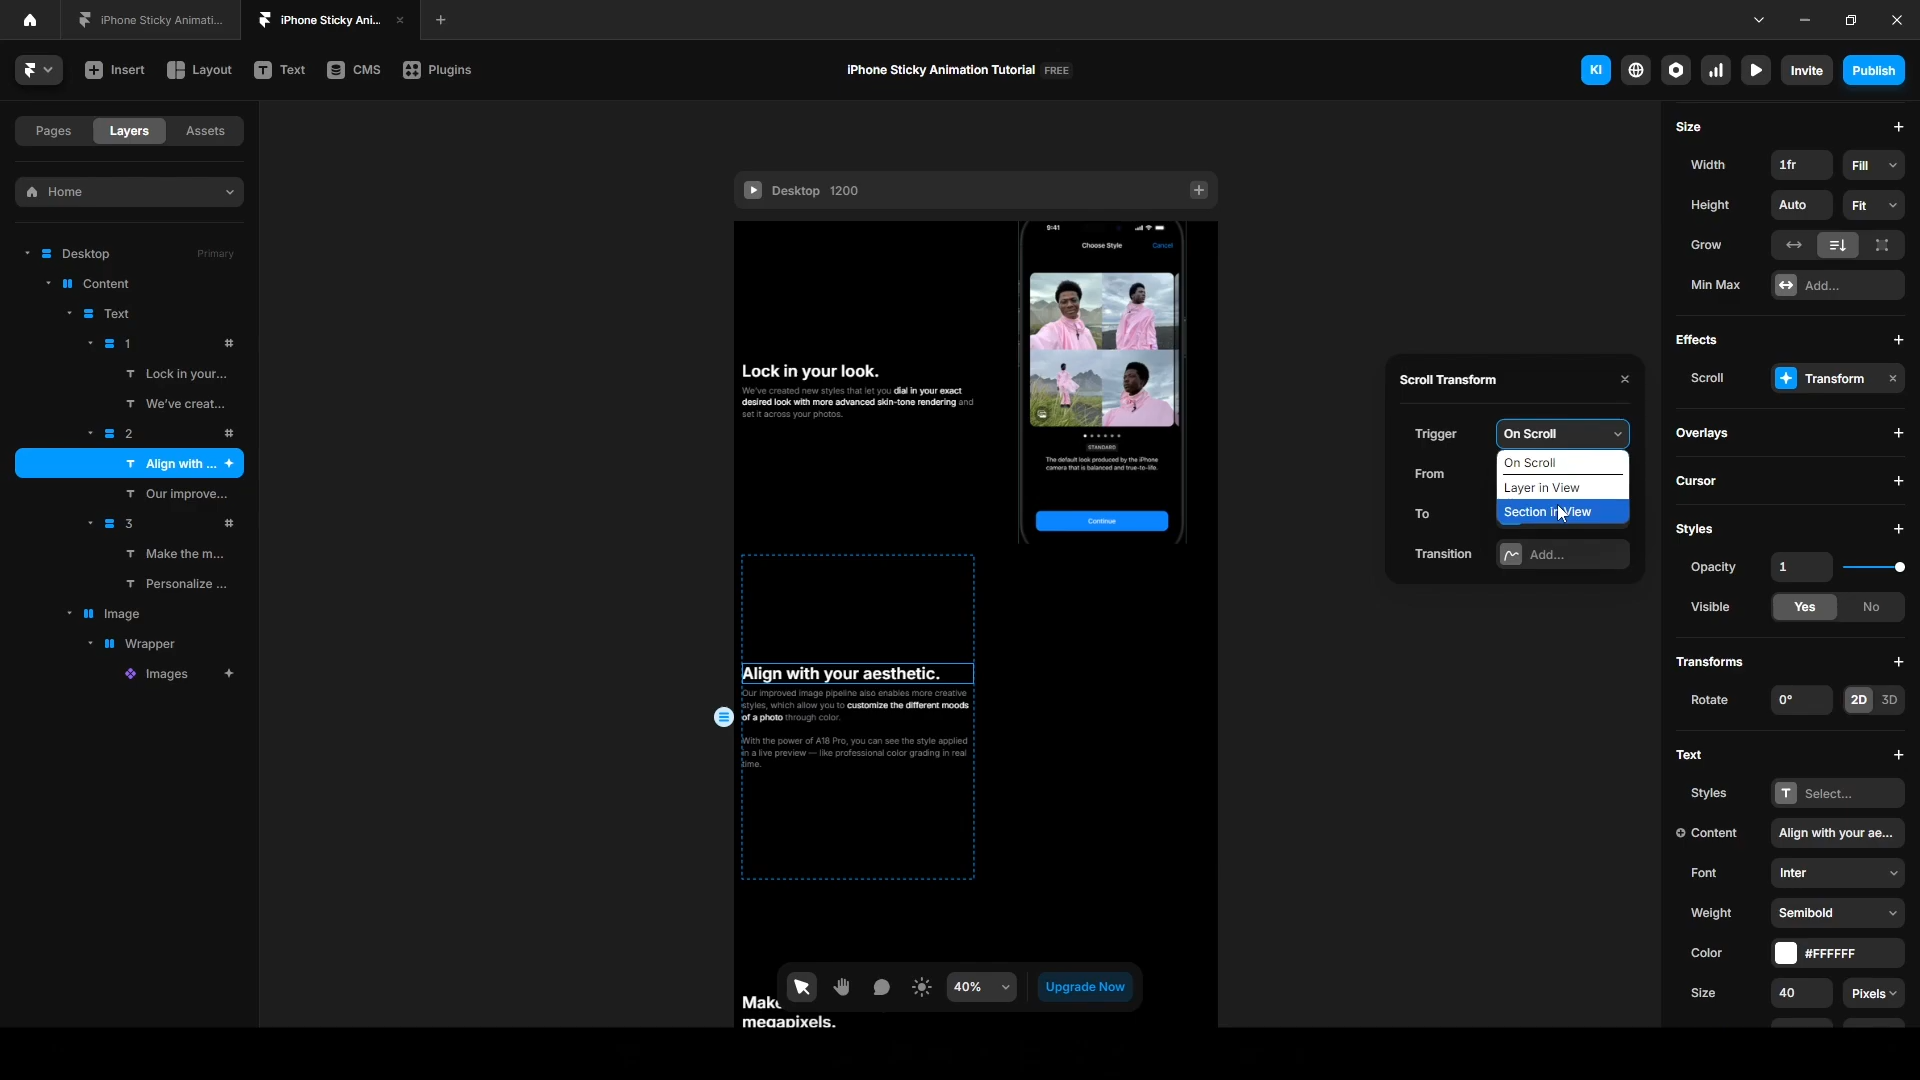 iPhone Sticky Animati...
iPhone Sticky Ani...
Insert
Layout
Text
CMS
Plugins
iPhone Sticky Animation Tutorial FREE
KI
Invite
Publish
Pages
Layers
Assets
Home
Desktop
Primary
Content
Text
1
Lock in your...
We've creat...
2
Align with ...
Our improve...
3
Make the m...
Personalize ...
Image
Wrapper
Images
Desktop 1200
Lock in your look.
We've created new styles that let you dial in your exact
desired look with more advanced skin-tone rendering and
set it across your photos.
9:41
Choose Style
Cancel
STANDARD
The default look produced by the iPhone
camera that is balanced and true-to-life.
Continue
Align with your aesthetic.
Our improved image pipeline also enables more creative
styles, which allow you to customize the different moods
of a photo through color.
With the power of A18 Pro, you can see the style applied
in a live preview — like professional color grading in real
time.
Make
megapixels.
40%
Upgrade Now
Scroll Transform
Trigger
On Scroll
On Scroll
Layer in View
Section in View
From
To
Transition
Add...
Size
Width
1fr
Fill
Height
Auto
Fit
Grow
Min Max
Add...
Effects
Scroll
Transform
Overlays
Cursor
Styles
Opacity
1
Visible
Yes
No
Transforms
Rotate
0°
2D
3D
Text
Styles
Select...
Content
Align with your ae...
Font
Inter
Weight
Semibold
Color
#FFFFFF
Size
40
Pixels